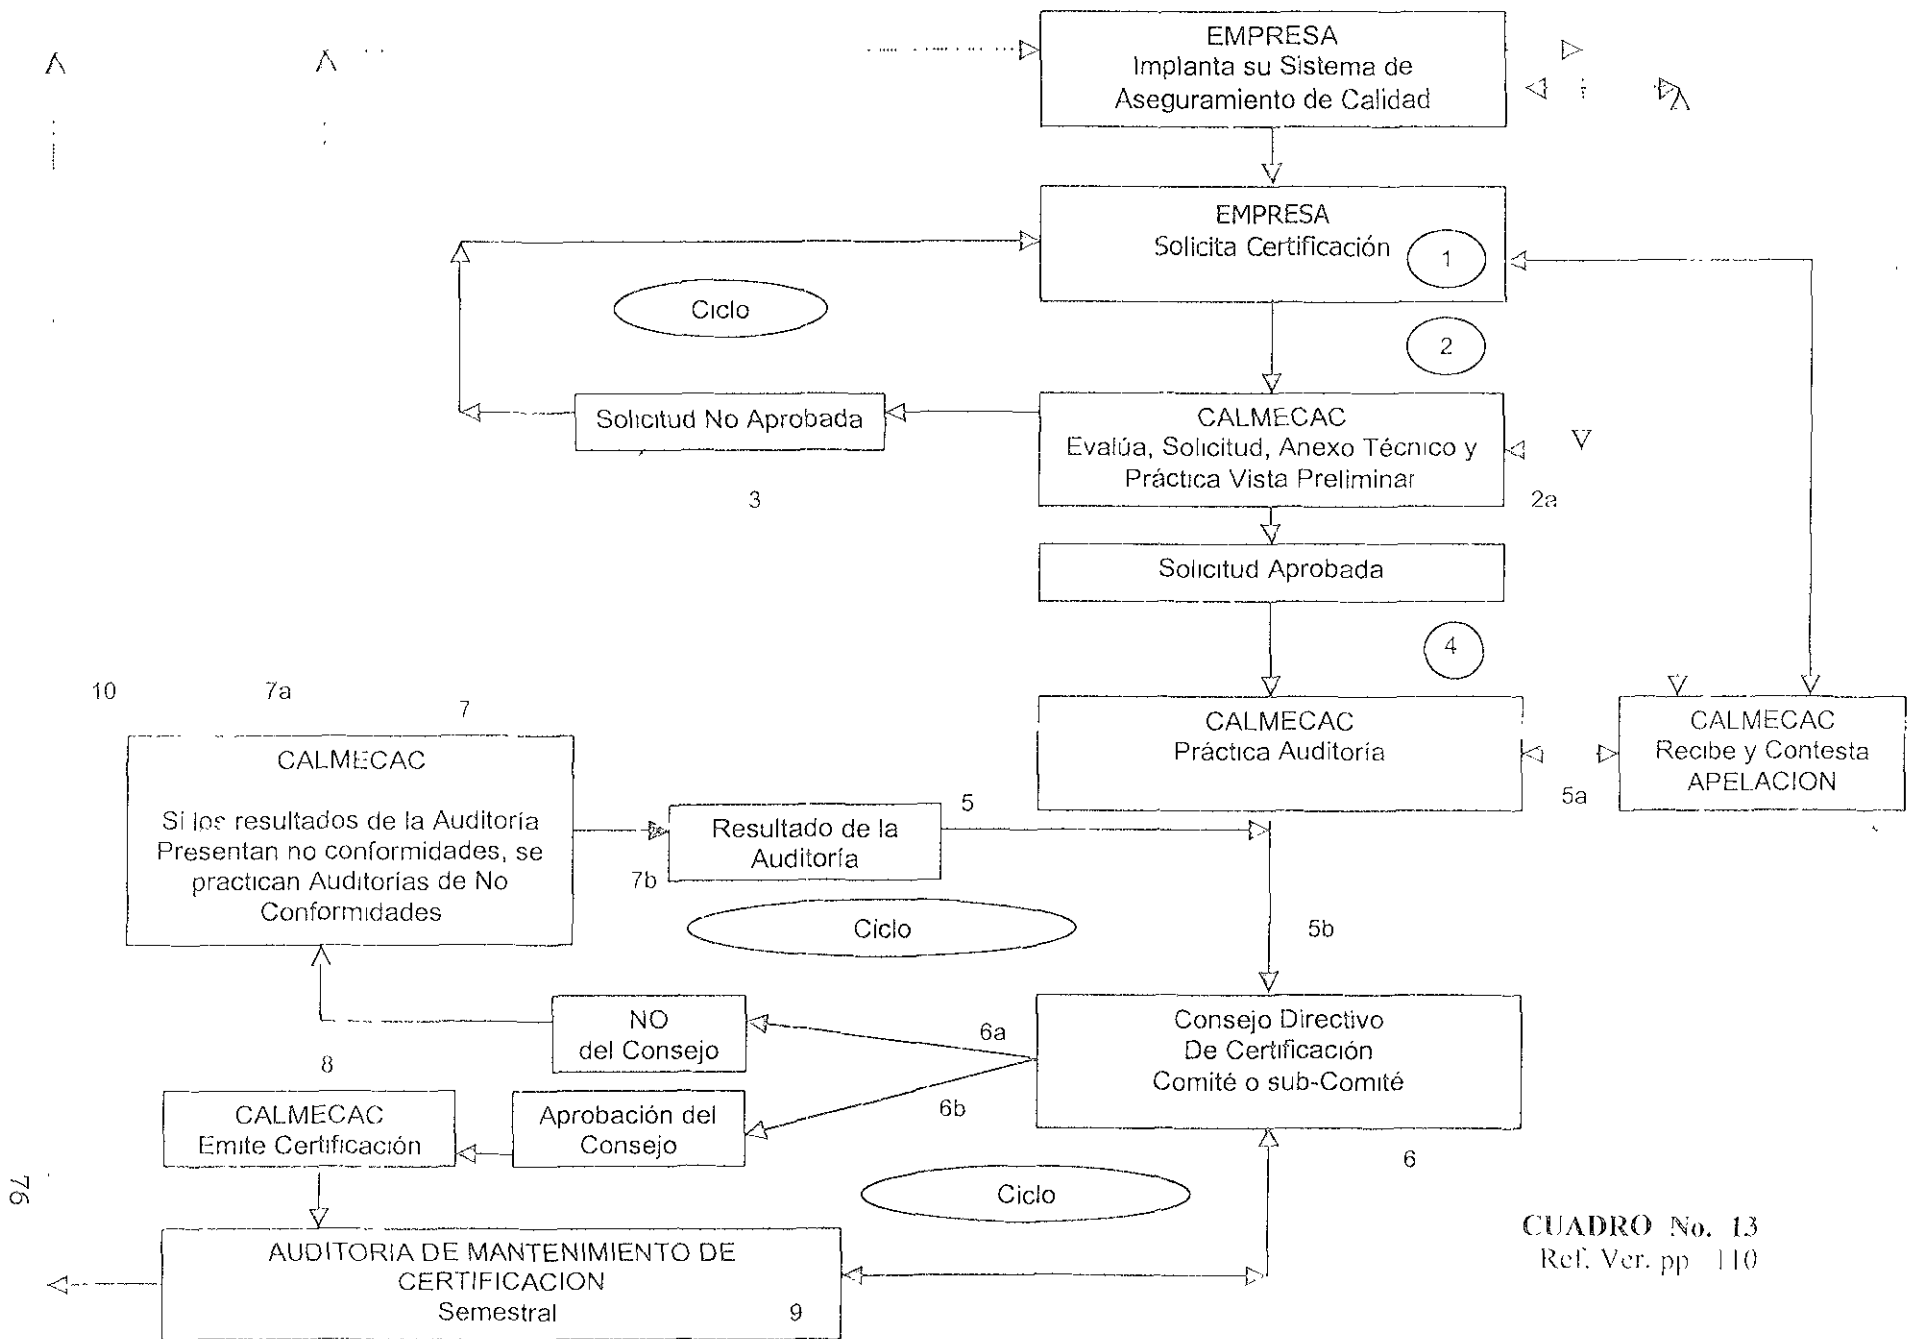 EMPRESA
Implanta su Sistema de
Aseguramiento de Calidad
EMPRESA
Solicita Certificación
1
Ciclo
2
Solicitud No Aprobada
3
CALMECAC
Evalúa, Solicitud, Anexo Técnico y
Práctica Vista Preliminar
2a
Solicitud Aprobada
4
10
7a
7
CALMECAC
Práctica Auditoría
CALMECAC
Recibe y Contesta
APELACION
5a
CALMECAC
Si los resultados de la Auditoría
Presentan no conformidades, se
practican Auditorías de No
Conformidades
7b
Resultado de la
Auditoría
5
Ciclo
5b
NO
del Consejo
6a
Consejo Directivo
De Certificación
Comité o sub-Comité
6b
6
8
CALMECAC
Emite Certificación
Aprobación del
Consejo
Ciclo
AUDITORIA DE MANTENIMIENTO DE
CERTIFICACION
Semestral
9
CUADRO No. 13
Ref. Ver. pp 110
76